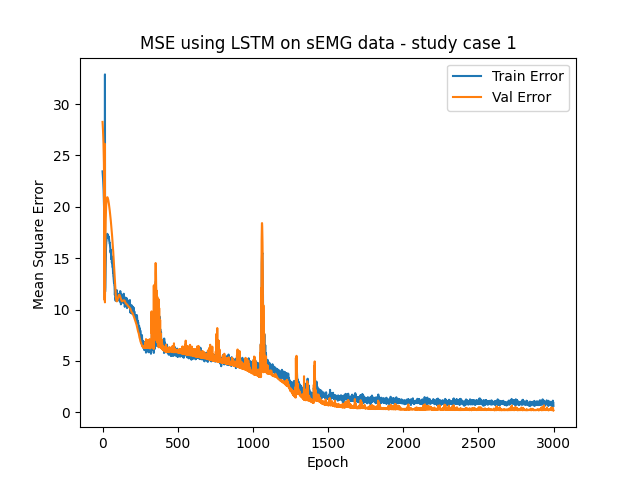 MSE using LSTM on sEMG data - study case 1
Train Error
Val Error
Mean Square Error
30
25
20
15
10
5
0
0 500 1000 1500 2000 2500 3000
Epoch